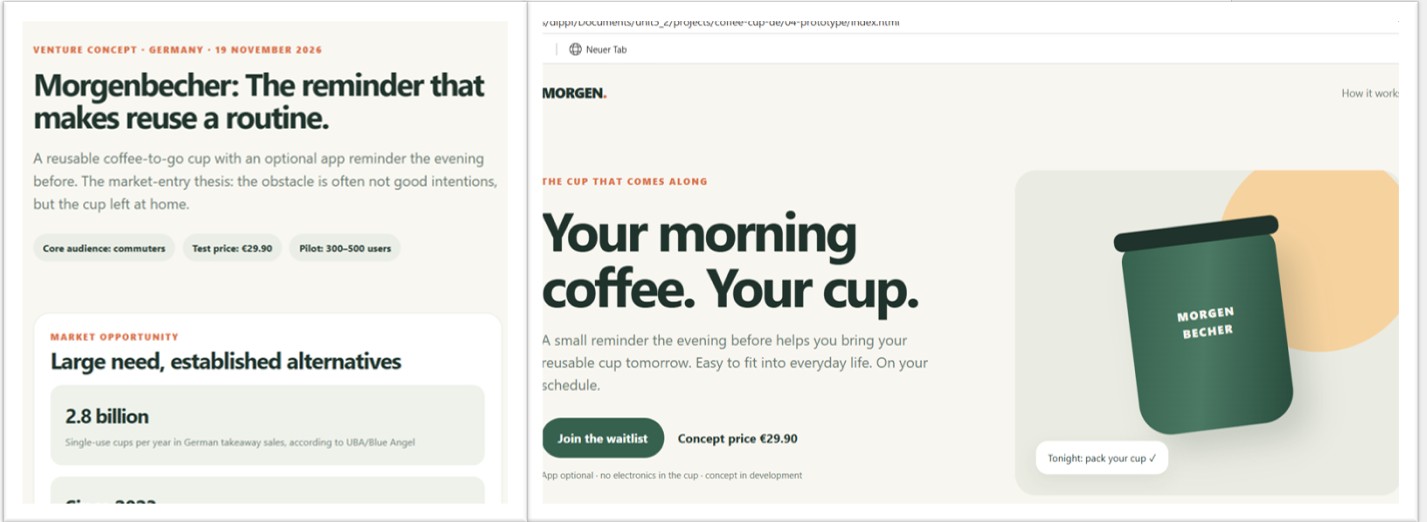 VENTURE CONCEPT · GERMANY · 19 NOVEMBER 2026
Morgenbecher: The reminder that
makes reuse a routine.
A reusable coffee-to-go cup with an optional app reminder the evening
before. The market-entry thesis: the obstacle is often not good intentions,
but the cup left at home.
Core audience: commuters
Test price: €29.90
Pilot: 300–500 users
MARKET OPPORTUNITY
Large need, established alternatives
2.8 billion
Single-use cups per year in German takeaway sales, according to UBA/Blue Angel
Neuer Tab
MORGEN.
How it works
THE CUP THAT COMES ALONG
Your morning
coffee. Your cup.
A small reminder the evening before helps you bring your
reusable cup tomorrow. Easy to fit into everyday life. On your
schedule.
Join the waitlist
Concept price €29.90
App optional · no electronics in the cup · concept in development
MORGEN
BECHER
Tonight: pack your cup ✓